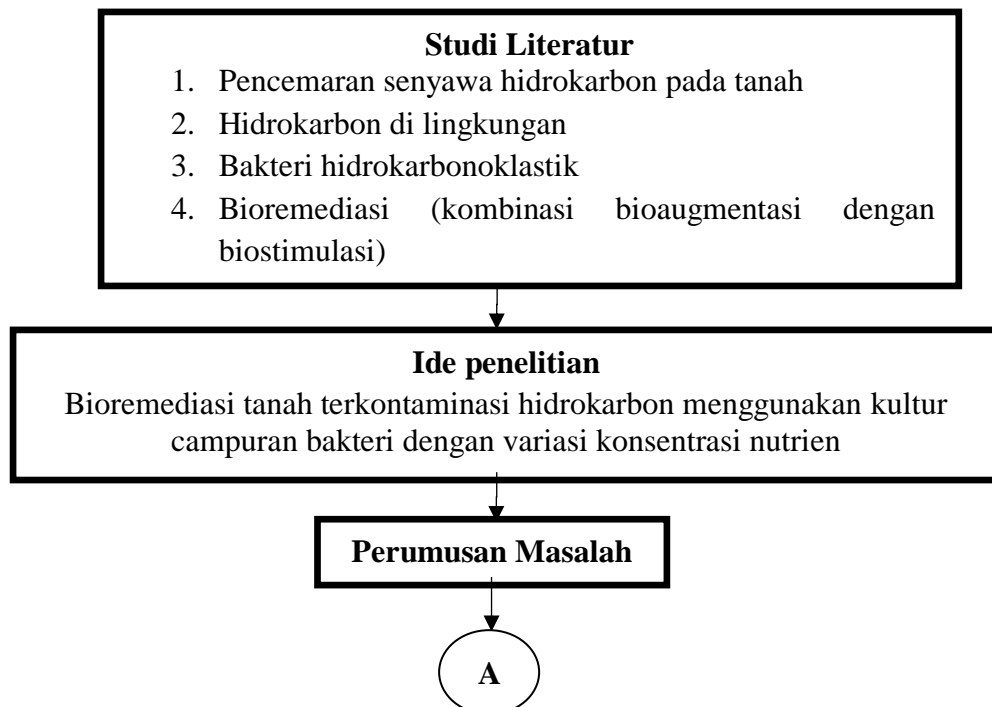 Studi Literatur
1. Pencemaran senyawa hidrokarbon pada tanah
2. Hidrokarbon di lingkungan
3. Bakteri hidrokarbonoklastik
4. Bioremediasi (kombinasi bioaugmentasi dengan
biostimulasi)
Ide penelitian
Bioremediasi tanah terkontaminasi hidrokarbon menggunakan kultur
campuran bakteri dengan variasi konsentrasi nutrien
Perumusan Masalah
A